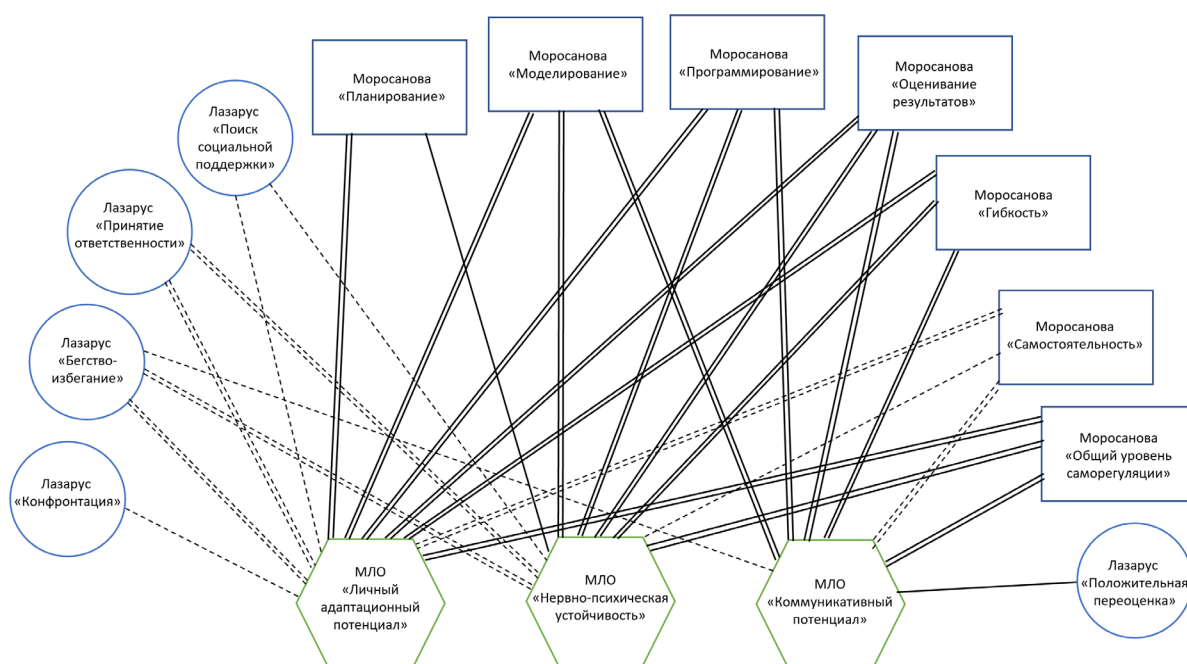 Моросанова
«Планирование»
Моросанова
«Моделирование»
Моросанова
«Программирование»
Моросанова
«Оценивание
результатов»
Лазарус
«Поиск
социальной
поддержки»
Лазарус
«Принятие
ответственности»
Моросанова
«Гибкость»
Лазарус
«Бегство-
избегание»
Моросанова
«Самостоятельность»
Лазарус
«Конфронтация»
Моросанова
«Общий уровень
саморегуляции»
МЛО
«Личный
адаптационный
потенциал»
МЛО
«Нервно-психическая
устойчивость»
МЛО
«Коммуникативный
потенциал»
Лазарус
«Положительная
переоценка»